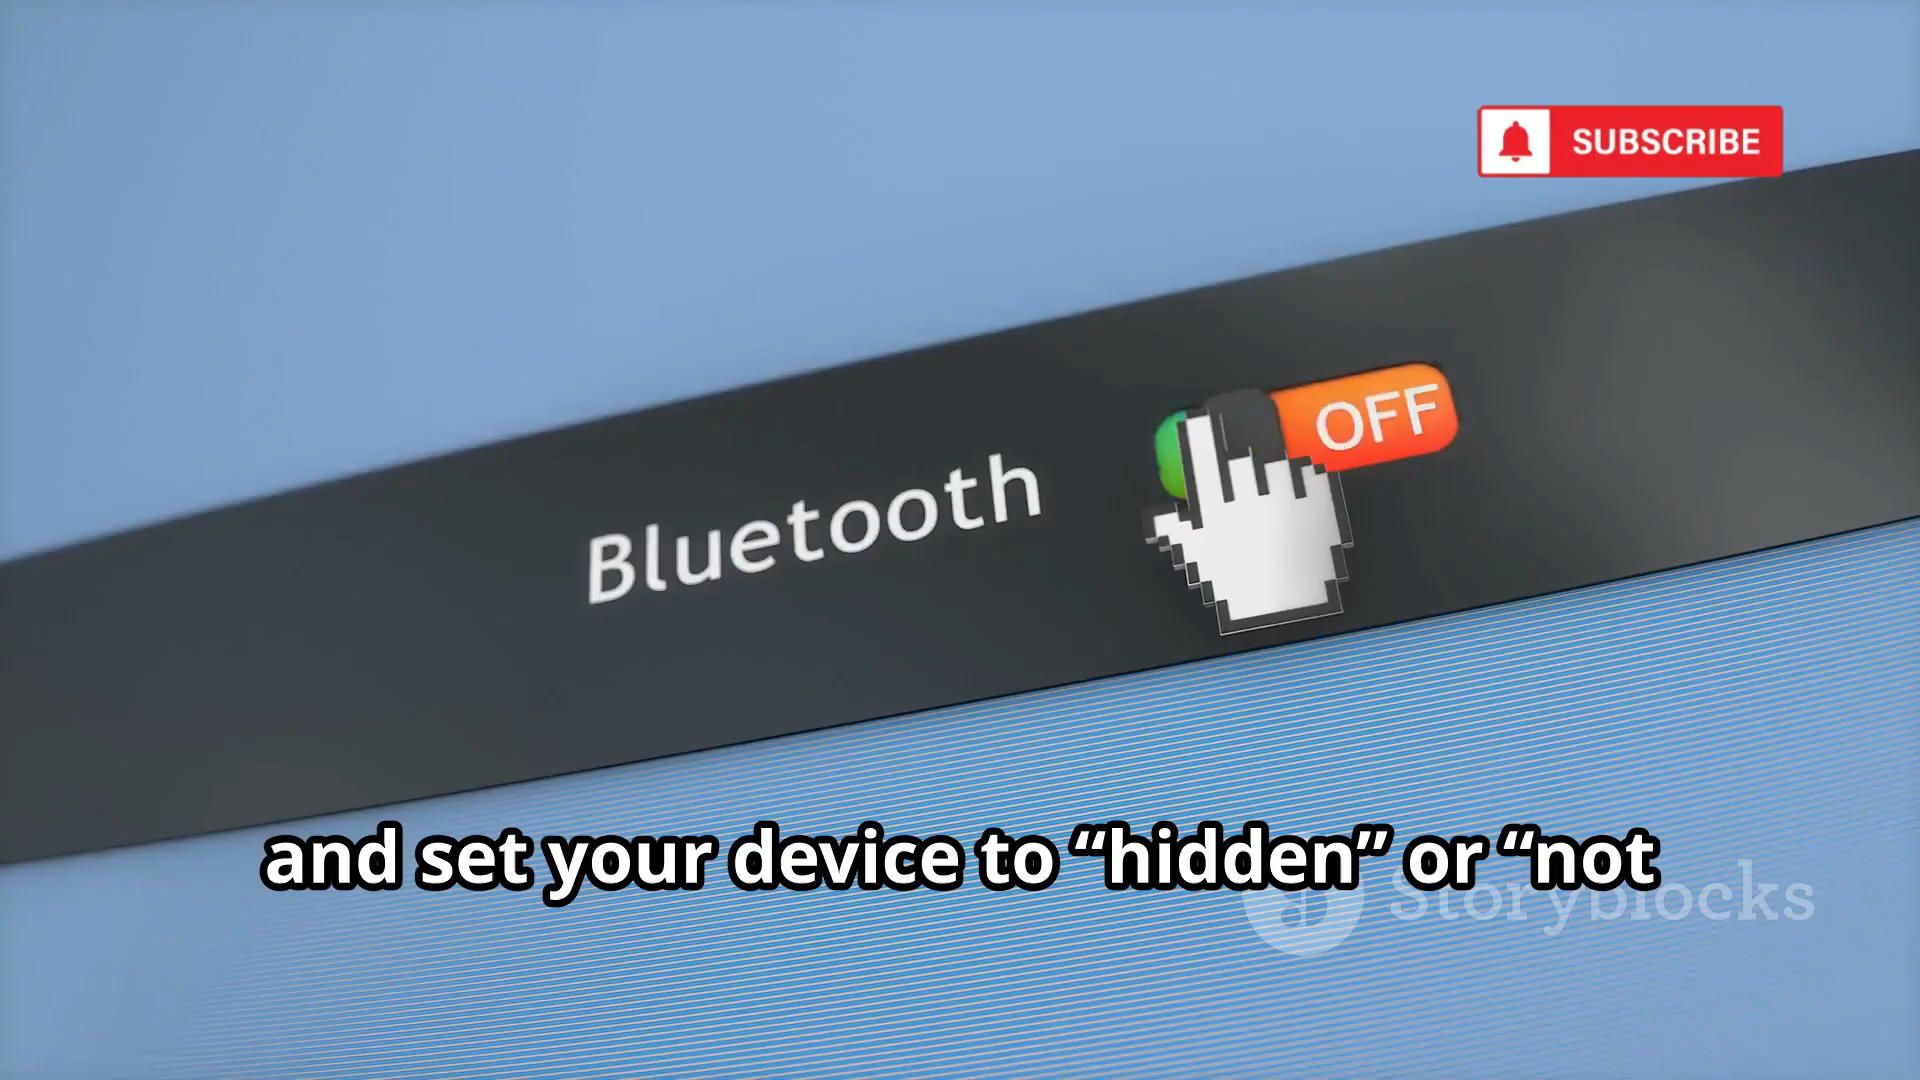 SUBSCRIBE
OFF
Bluetooth
and set your device to “hidden” or “not
Storyblocks